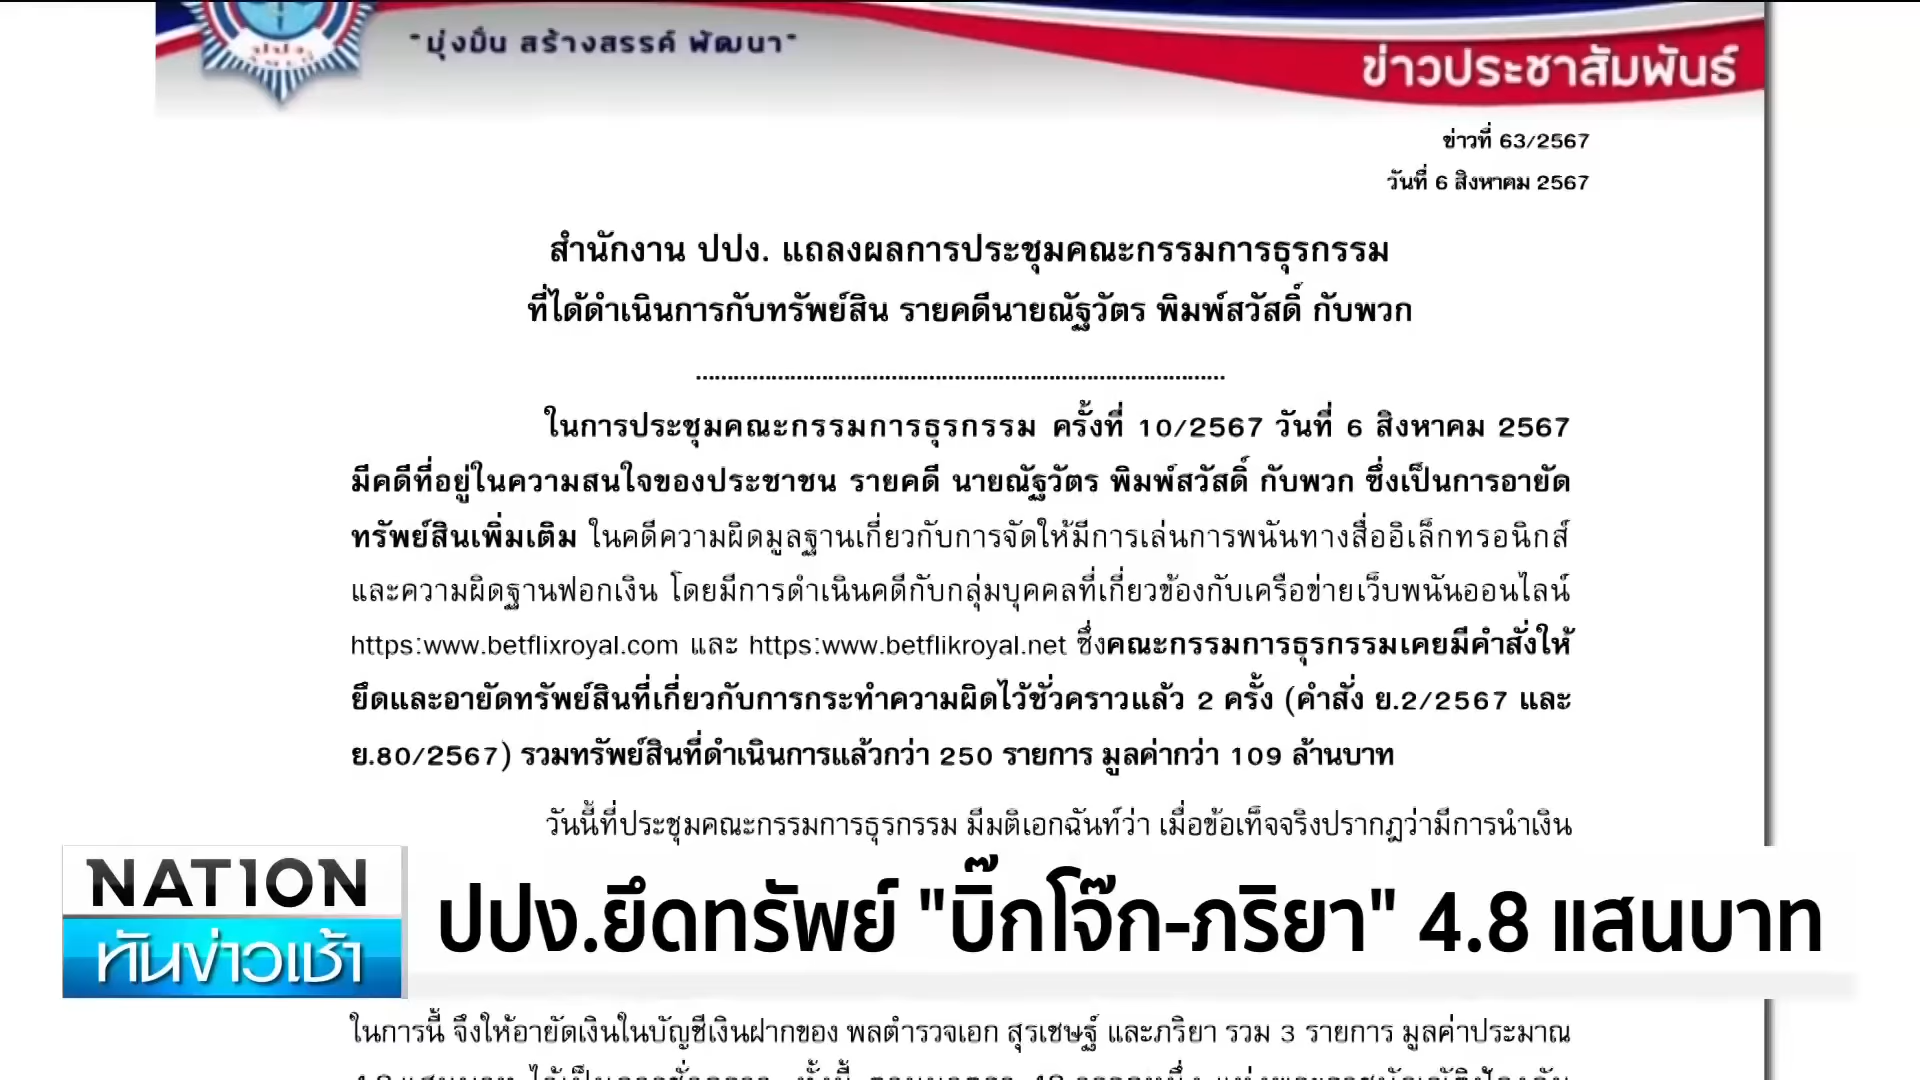 ปปง.
"มุ่งมั่น สร้างสรรค์ พัฒนา"
ข่าวประชาสัมพันธ์
ข่าวที่ 63/2567
วันที่ 6 สิงหาคม 2567
สำนักงาน ปปง. แถลงผลการประชุมคณะกรรมการธุรกรรม
ที่ได้ดำเนินการกับทรัพย์สิน รายคดีนายณัฐวัตร พิมพ์สวัสดิ์ กับพวก
ในการประชุมคณะกรรมการธุรกรรม ครั้งที่ 10/2567 วันที่ 6 สิงหาคม 2567
มีคดีที่อยู่ในความสนใจของประชาชน รายคดี นายณัฐวัตร พิมพ์สวัสดิ์ กับพวก ซึ่งเป็นการอายัด
ทรัพย์สินเพิ่มเติม ในคดีความผิดมูลฐานเกี่ยวกับการจัดให้มีการเล่นการพนันทางสื่ออิเล็กทรอนิกส์
และความผิดฐานฟอกเงิน โดยมีการดำเนินคดีกับกลุ่มบุคคลที่เกี่ยวข้องกับเครือข่ายเว็บพนันออนไลน์
https:www.betflixroyal.com และ https:www.betflikroyal.net ซึ่งคณะกรรมการธุรกรรมเคยมีคำสั่งให้
ยึดและอายัดทรัพย์สินที่เกี่ยวกับการกระทำความผิดไว้ชั่วคราวแล้ว 2 ครั้ง (คำสั่ง ย.2/2567 และ
ย.80/2567) รวมทรัพย์สินที่ดำเนินการแล้วกว่า 250 รายการ มูลค่ากว่า 109 ล้านบาท
วันนี้ที่ประชุมคณะกรรมการธุรกรรม มีมติเอกฉันท์ว่า เมื่อข้อเท็จจริงปรากฏว่ามีการนำเงิน
NATION
ทันข่าวเช้า
ปปง.ยึดทรัพย์ "บิ๊กโจ๊ก-ภริยา" 4.8 แสนบาท
ในการนี้ จึงให้อายัดเงินในบัญชีเงินฝากของ พลตำรวจเอก สุรเชษฐ์ และภริยา รวม 3 รายการ มูลค่าประมาณ